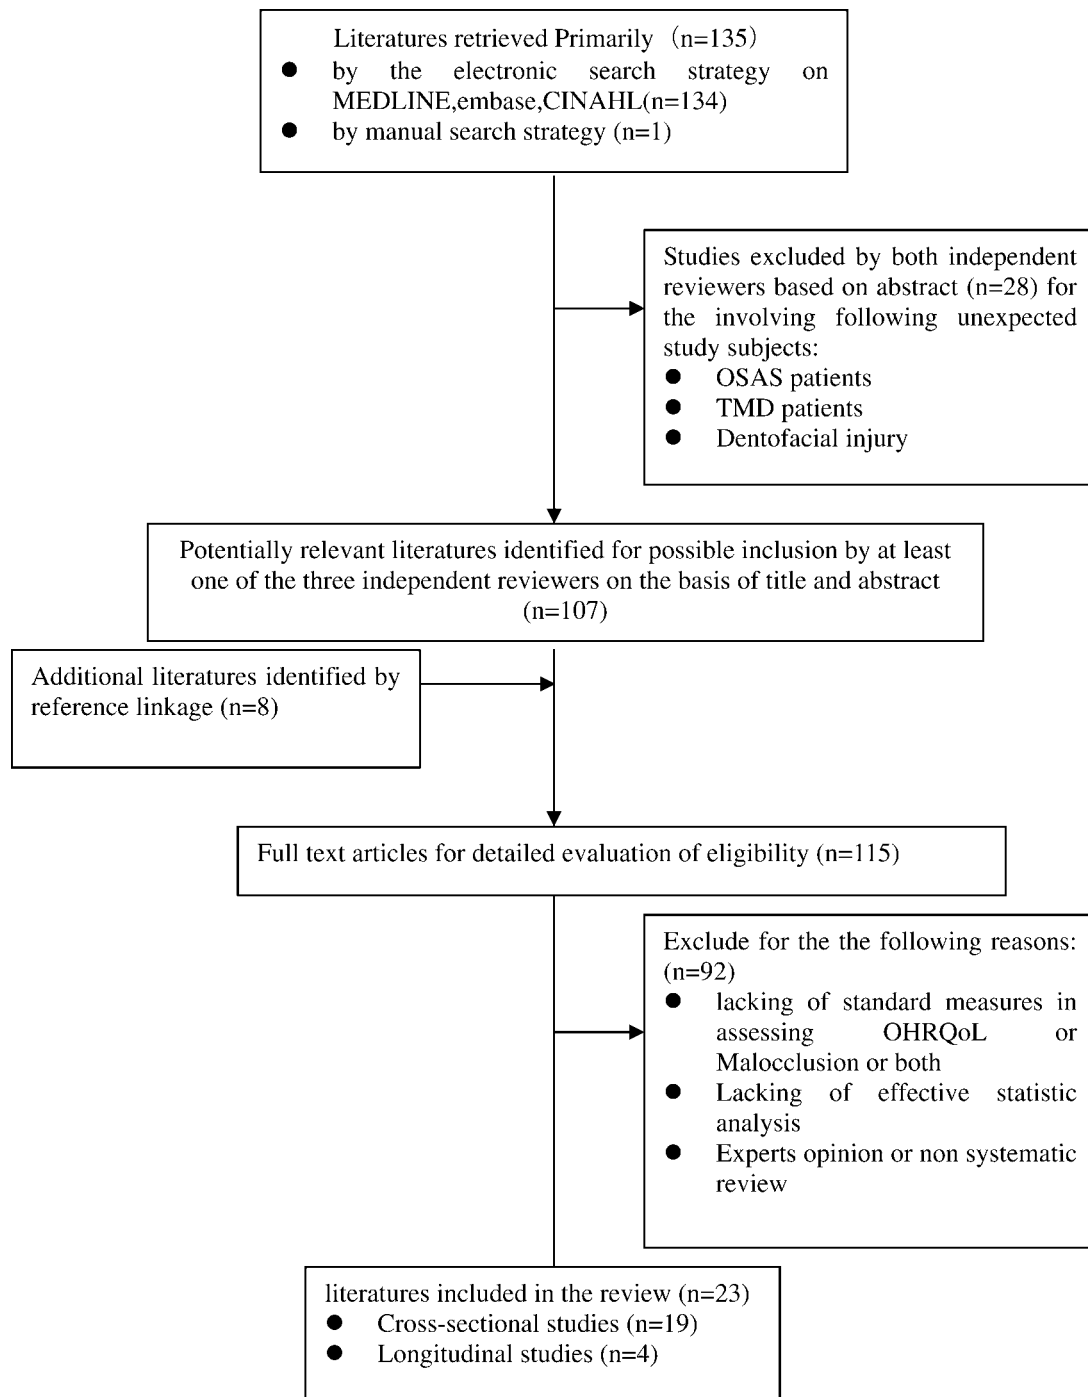 Literatures retrieved Primarily （n=135）
● by the electronic search strategy on
MEDLINE,embase,CINAHL(n=134)
● by manual search strategy (n=1)
Studies excluded by both independent
reviewers based on abstract (n=28) for
the involving following unexpected
study subjects:
● OSAS patients
● TMD patients
● Dentofacial injury
Potentially relevant literatures identified for possible inclusion by at least
one of the three independent reviewers on the basis of title and abstract
(n=107)
Additional literatures identified by
reference linkage (n=8)
Full text articles for detailed evaluation of eligibility (n=115)
Exclude for the the following reasons:
(n=92)
● lacking of standard measures in
assessing OHRQoL or
Malocclusion or both
● Lacking of effective statistic
analysis
● Experts opinion or non systematic
review
literatures included in the review (n=23)
● Cross-sectional studies (n=19)
● Longitudinal studies (n=4)